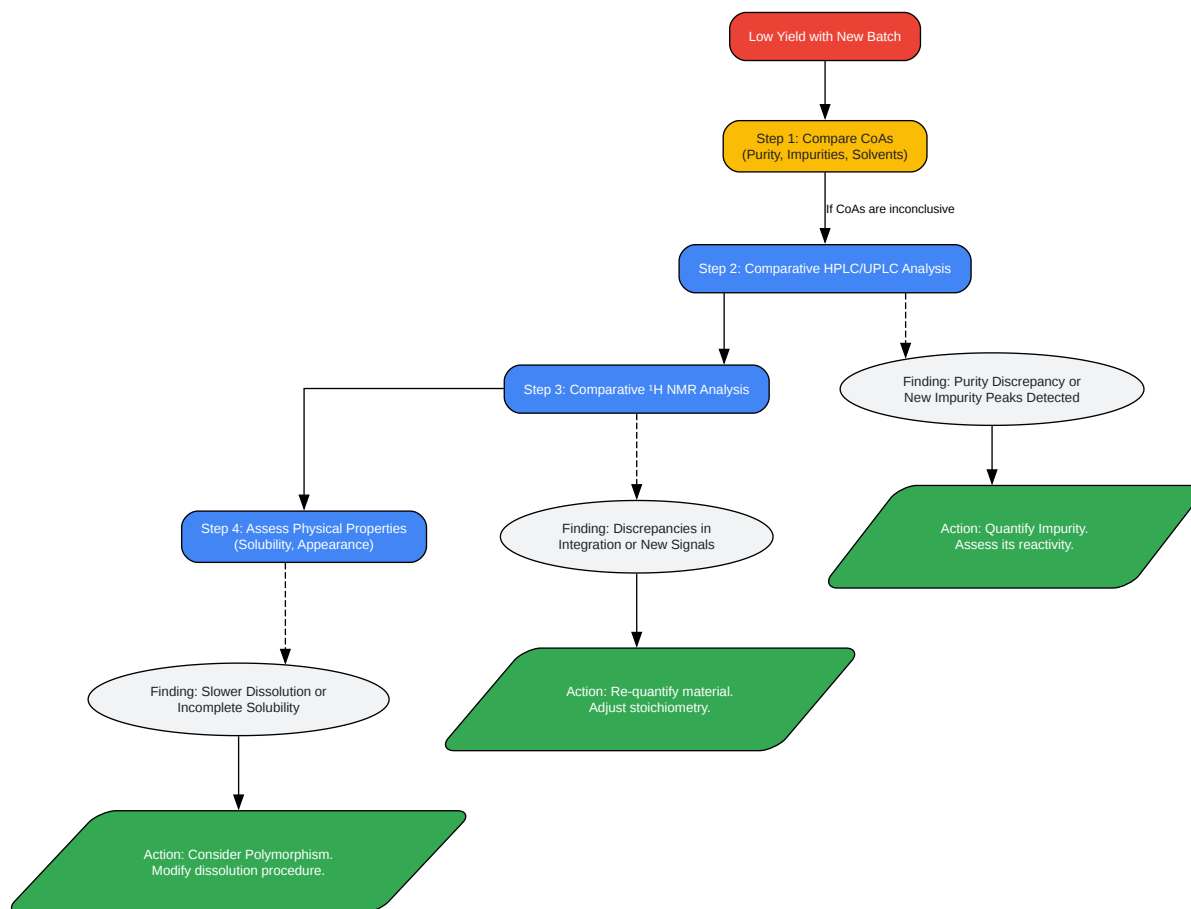 Low Yield with New Batch
Step 1: Compare CoAs
(Purity, Impurities, Solvents)
If CoAs are inconclusive
Step 2: Comparative HPLC/UPLC Analysis
Step 3: Comparative ¹H NMR Analysis
Finding: Purity Discrepancy or
New Impurity Peaks Detected
Step 4: Assess Physical Properties
(Solubility, Appearance)
Finding: Discrepancies in
Integration or New Signals
Action: Quantify Impurity.
Assess its reactivity.
Finding: Slower Dissolution or
Incomplete Solubility
Action: Re-quantify material.
Adjust stoichiometry.
Action: Consider Polymorphism.
Modify dissolution procedure.